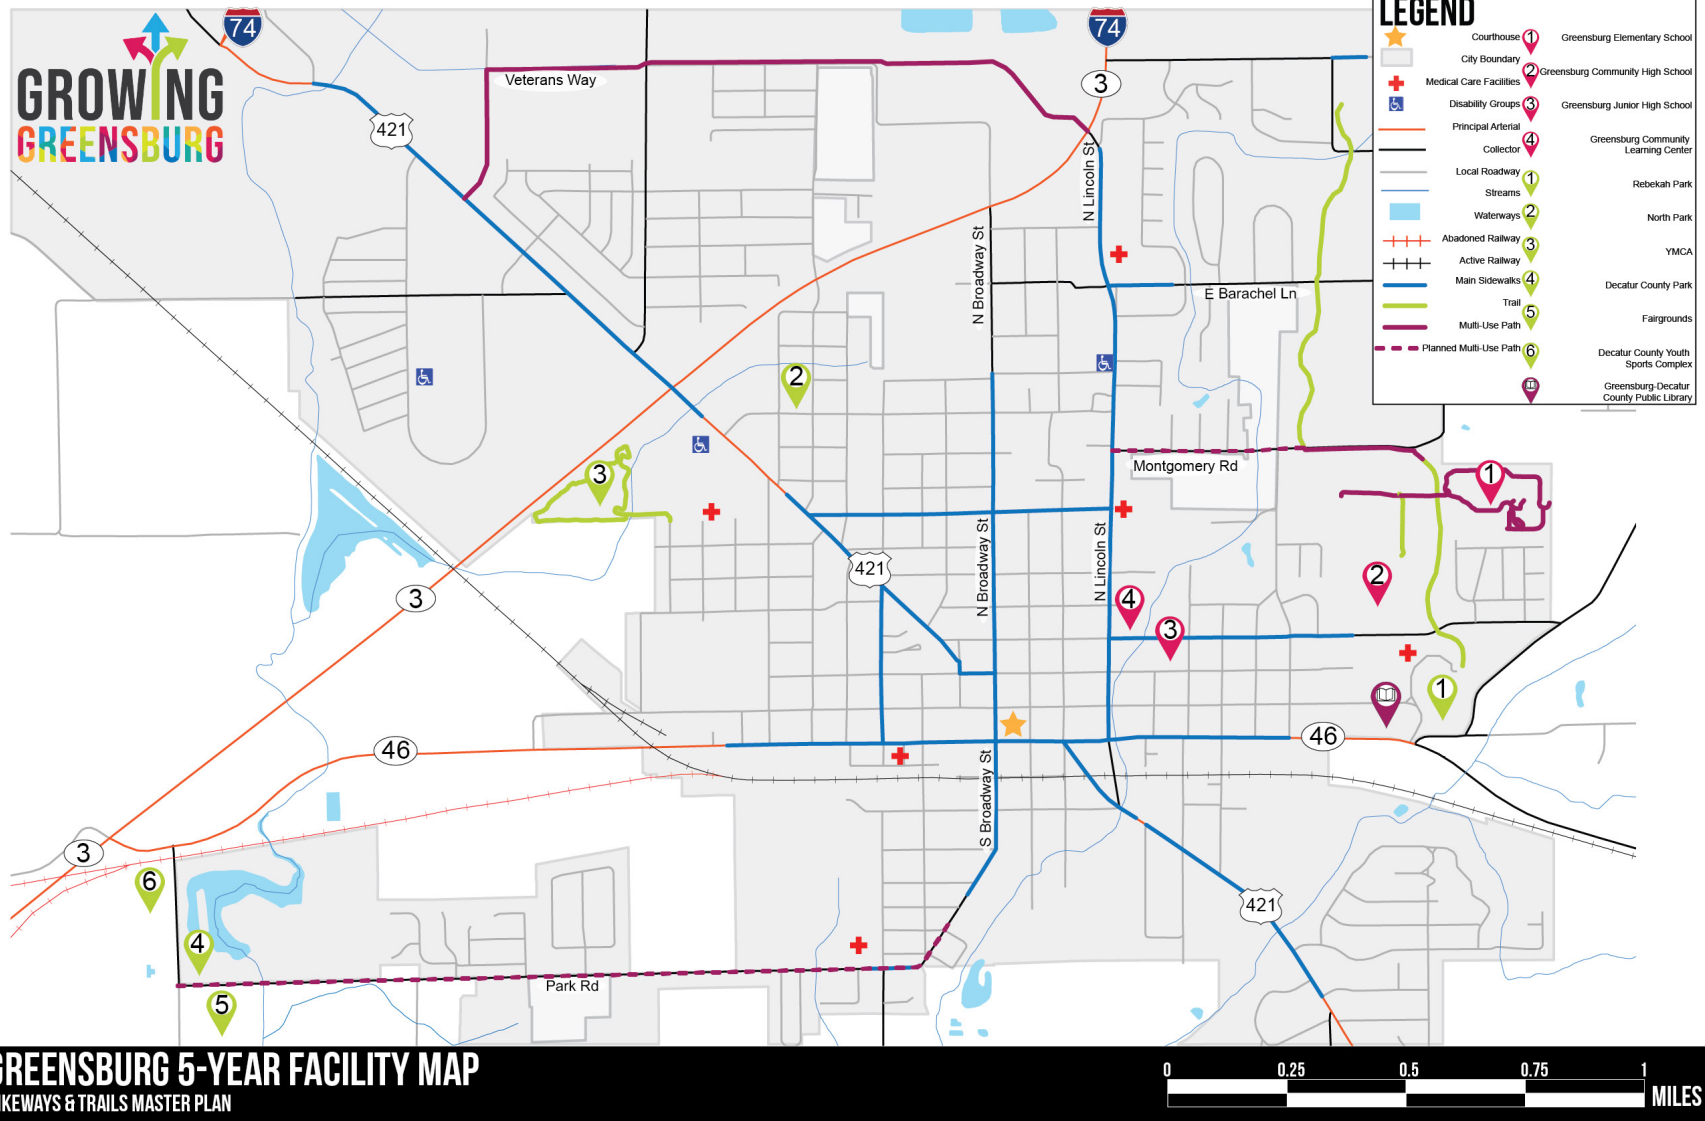 LEGEND
Courthouse
City Boundary
Medical Care Facilities
Disability Groups
Principal Arterial
Collector
Local Roadway
Streams
Waterways
Abadoned Railway
Active Railway
Main Sidewalks
Trail
Multi-Use Path
Planned Multi-Use Path
1 Greensburg Elementary School
2 Greensburg Community High School
3 Greensburg Junior High School
4 Greensburg Community
Learning Center
1 Rebekah Park
2 North Park
3 YMCA
4 Decatur County Park
5 Fairgrounds
6 Decatur County Youth
Sports Complex
Greensburg-Decatur
County Public Library
GROWING
GREENSBURG
74
74
Veterans Way
3
421
N Lincoln St
N Broadway St
E Barachel Ln
2
3
Montgomery Rd
1
N Broadway St
N Lincoln St
421
2
3
4
3
1
46
46
S Broadway St
3
6
421
4
Park Rd
5
GREENSBURG 5-YEAR FACILITY MAP
IKEWAYS & TRAILS MASTER PLAN
0 0.25 0.5 0.75 1
MILES